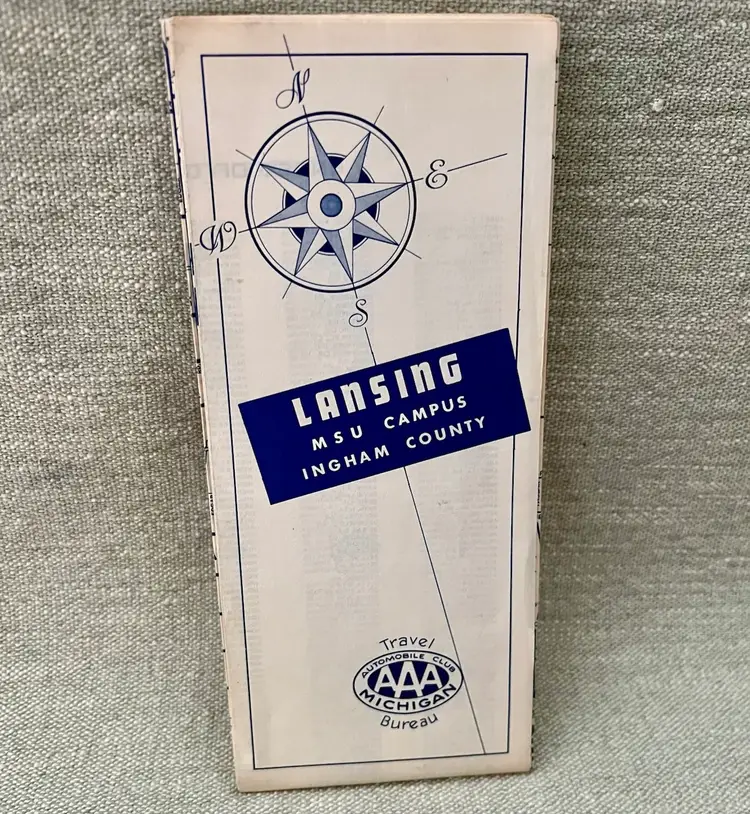 N
E
W
S
LANSING
MSU CAMPUS
INGHAM COUNTY
Travel
AUTOMOBILE CLUB
AAA
MICHIGAN
Bureau